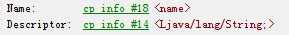 Name: cp info #18 <name>
Descriptor: cp info #14 <Ljava/lang/String;>